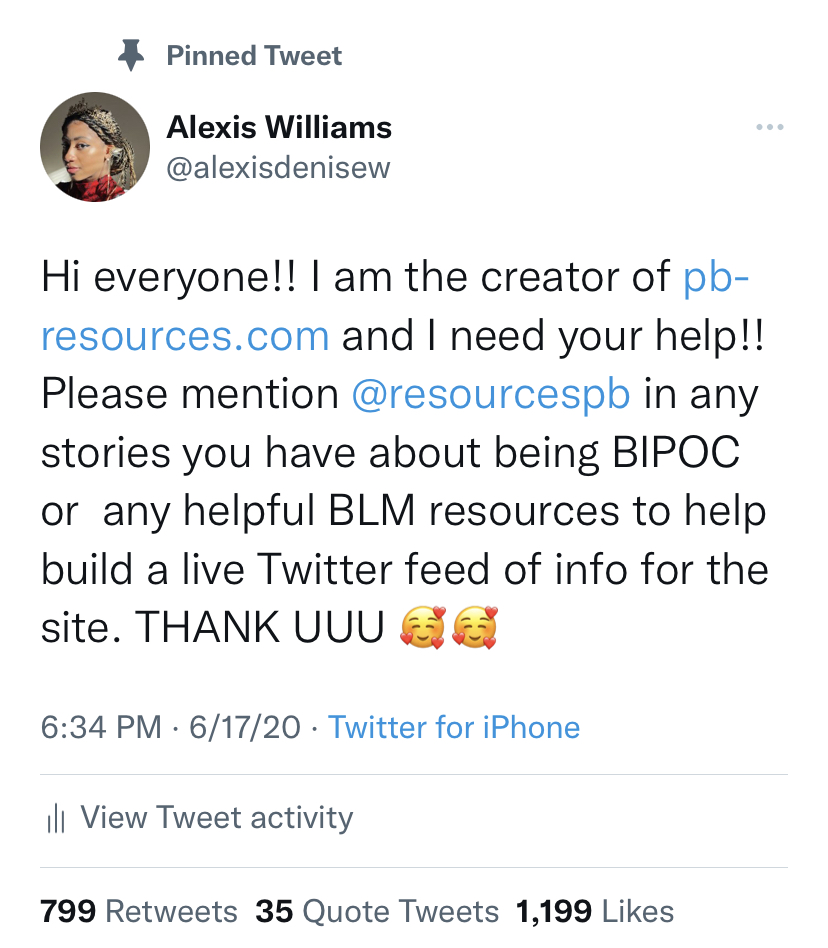 Pinned Tweet
Alexis Williams
@alexisdenisew
Hi everyone!! I am the creator of pb-
resources.com and I need your help!!
Please mention @resourcespb in any
stories you have about being BIPOC
or  any helpful BLM resources to help
build a live Twitter feed of info for the
site. THANK UUU 🥰🥰
6:34 PM · 6/17/20 · Twitter for iPhone
View Tweet activity
799 Retweets 35 Quote Tweets 1,199 Likes